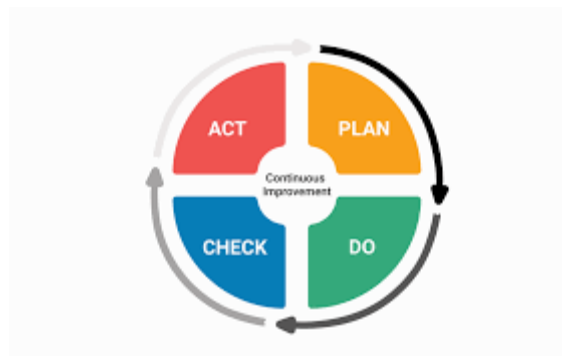 ACT
PLAN
Continuous
Improvement
CHECK
DO